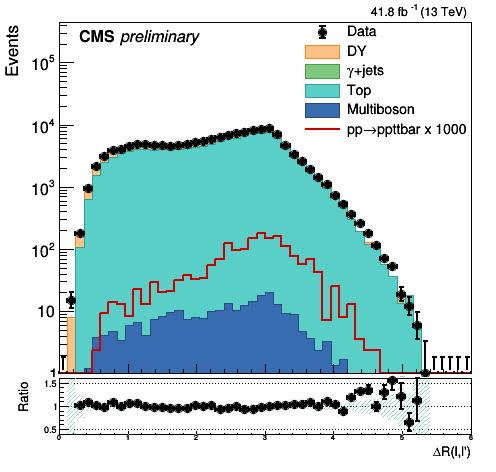 41.8 fb⁻¹ (13 TeV)
CMS preliminary
Data
DY
γ+jets
Top
Multiboson
pp→ppttbar x 1000
Events
10⁵
10⁴
10³
10²
10
1
Ratio
1.5
1
0.5
0 1 2 3 4 5 6
ΔR(l,l')